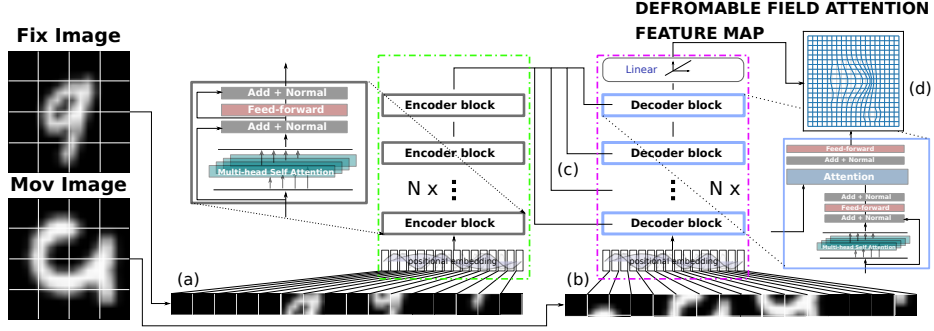 DEFROMABLE FIELD ATTENTION
FEATURE MAP
Fix Image
Mov Image
Add + Normal
Feed-forward
Add + Normal
Multi-head Self Attention
Encoder block
Encoder block
N x
Encoder block
positional embedding
(a)
(c)
Linear
Decoder block
Decoder block
N x
Decoder block
positional embedding
(b)
(d)
Feed-forward
Add + Normal
Attention
Add + Normal
Feed-forward
Add + Normal
Multi-head Self Attention